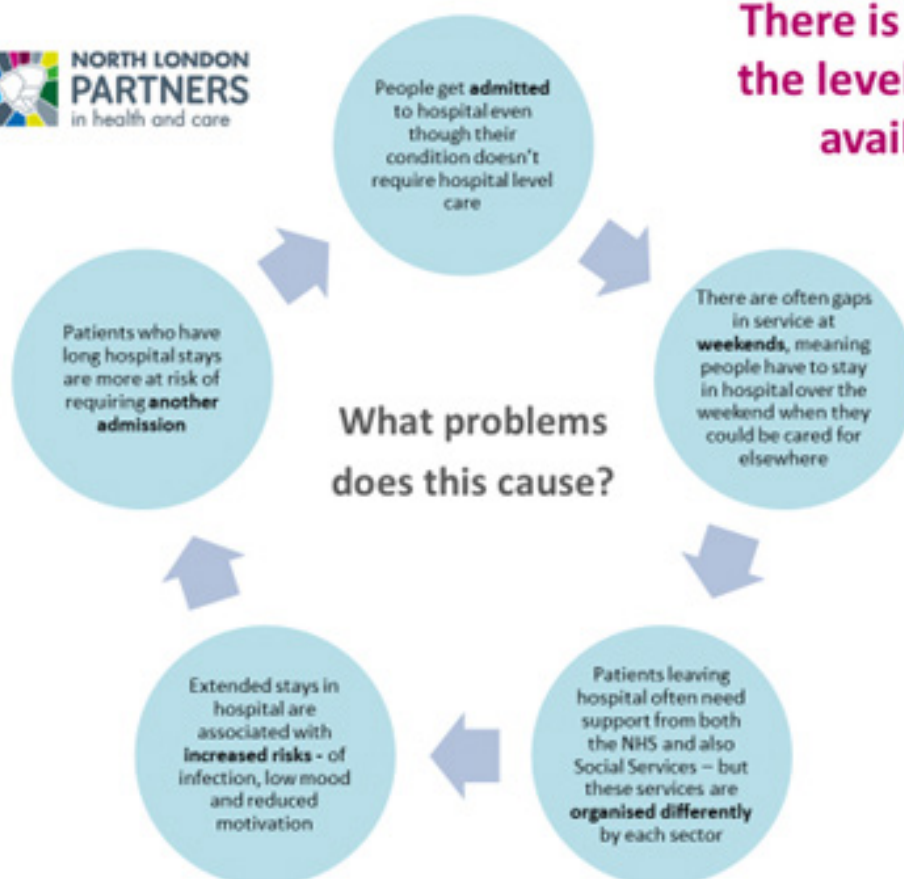 NORTH LONDON
PARTNERS
in health and care
There is
the level
avail
People get admitted
to hospital even
though their
condition doesn't
require hospital level
care
There are often gaps
in service at
weekends, meaning
people have to stay
in hospital over the
weekend when they
could be cared for
elsewhere
Patients leaving
hospital often need
support from both
the NHS and also
Social Services – but
these services are
organised differently
by each sector
Extended stays in
hospital are
associated with
increased risks - of
infection, low mood
and reduced
motivation
Patients who have
long hospital stays
are more at risk of
requiring another
admission
What problems
does this cause?